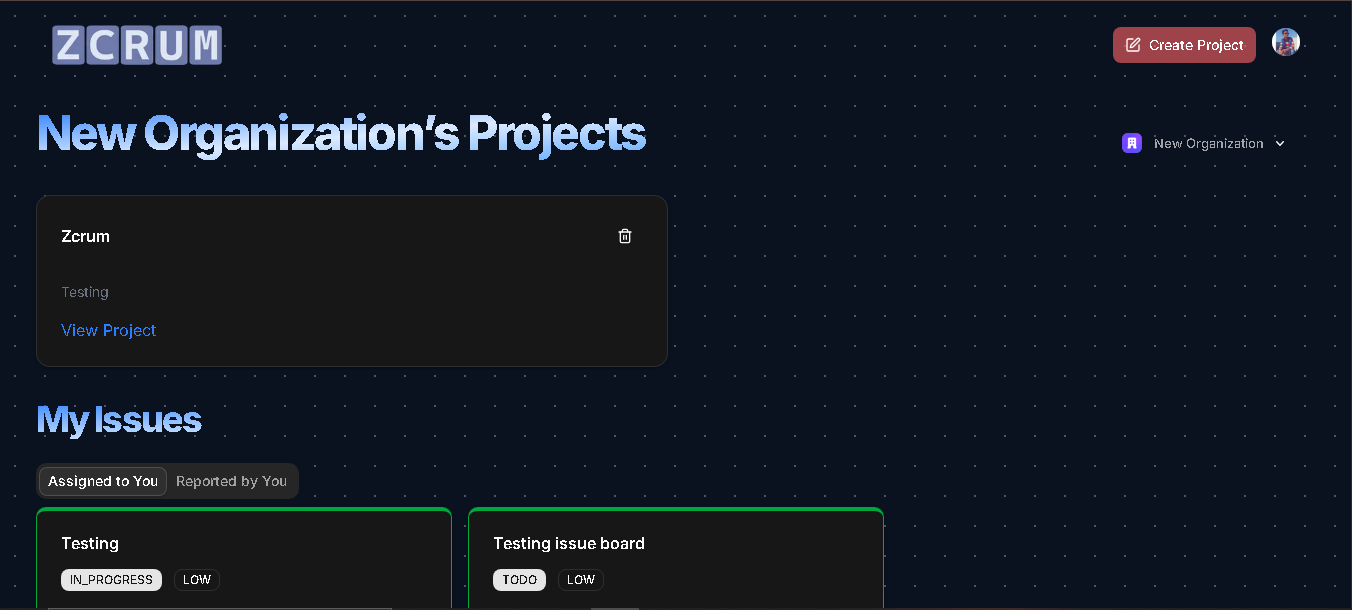 ZCRUM
Create Project
New Organization's Projects
New Organization
Zcrum
Testing
View Project
My Issues
Assigned to You Reported by You
Testing
IN_PROGRESS LOW
Testing issue board
TODO LOW